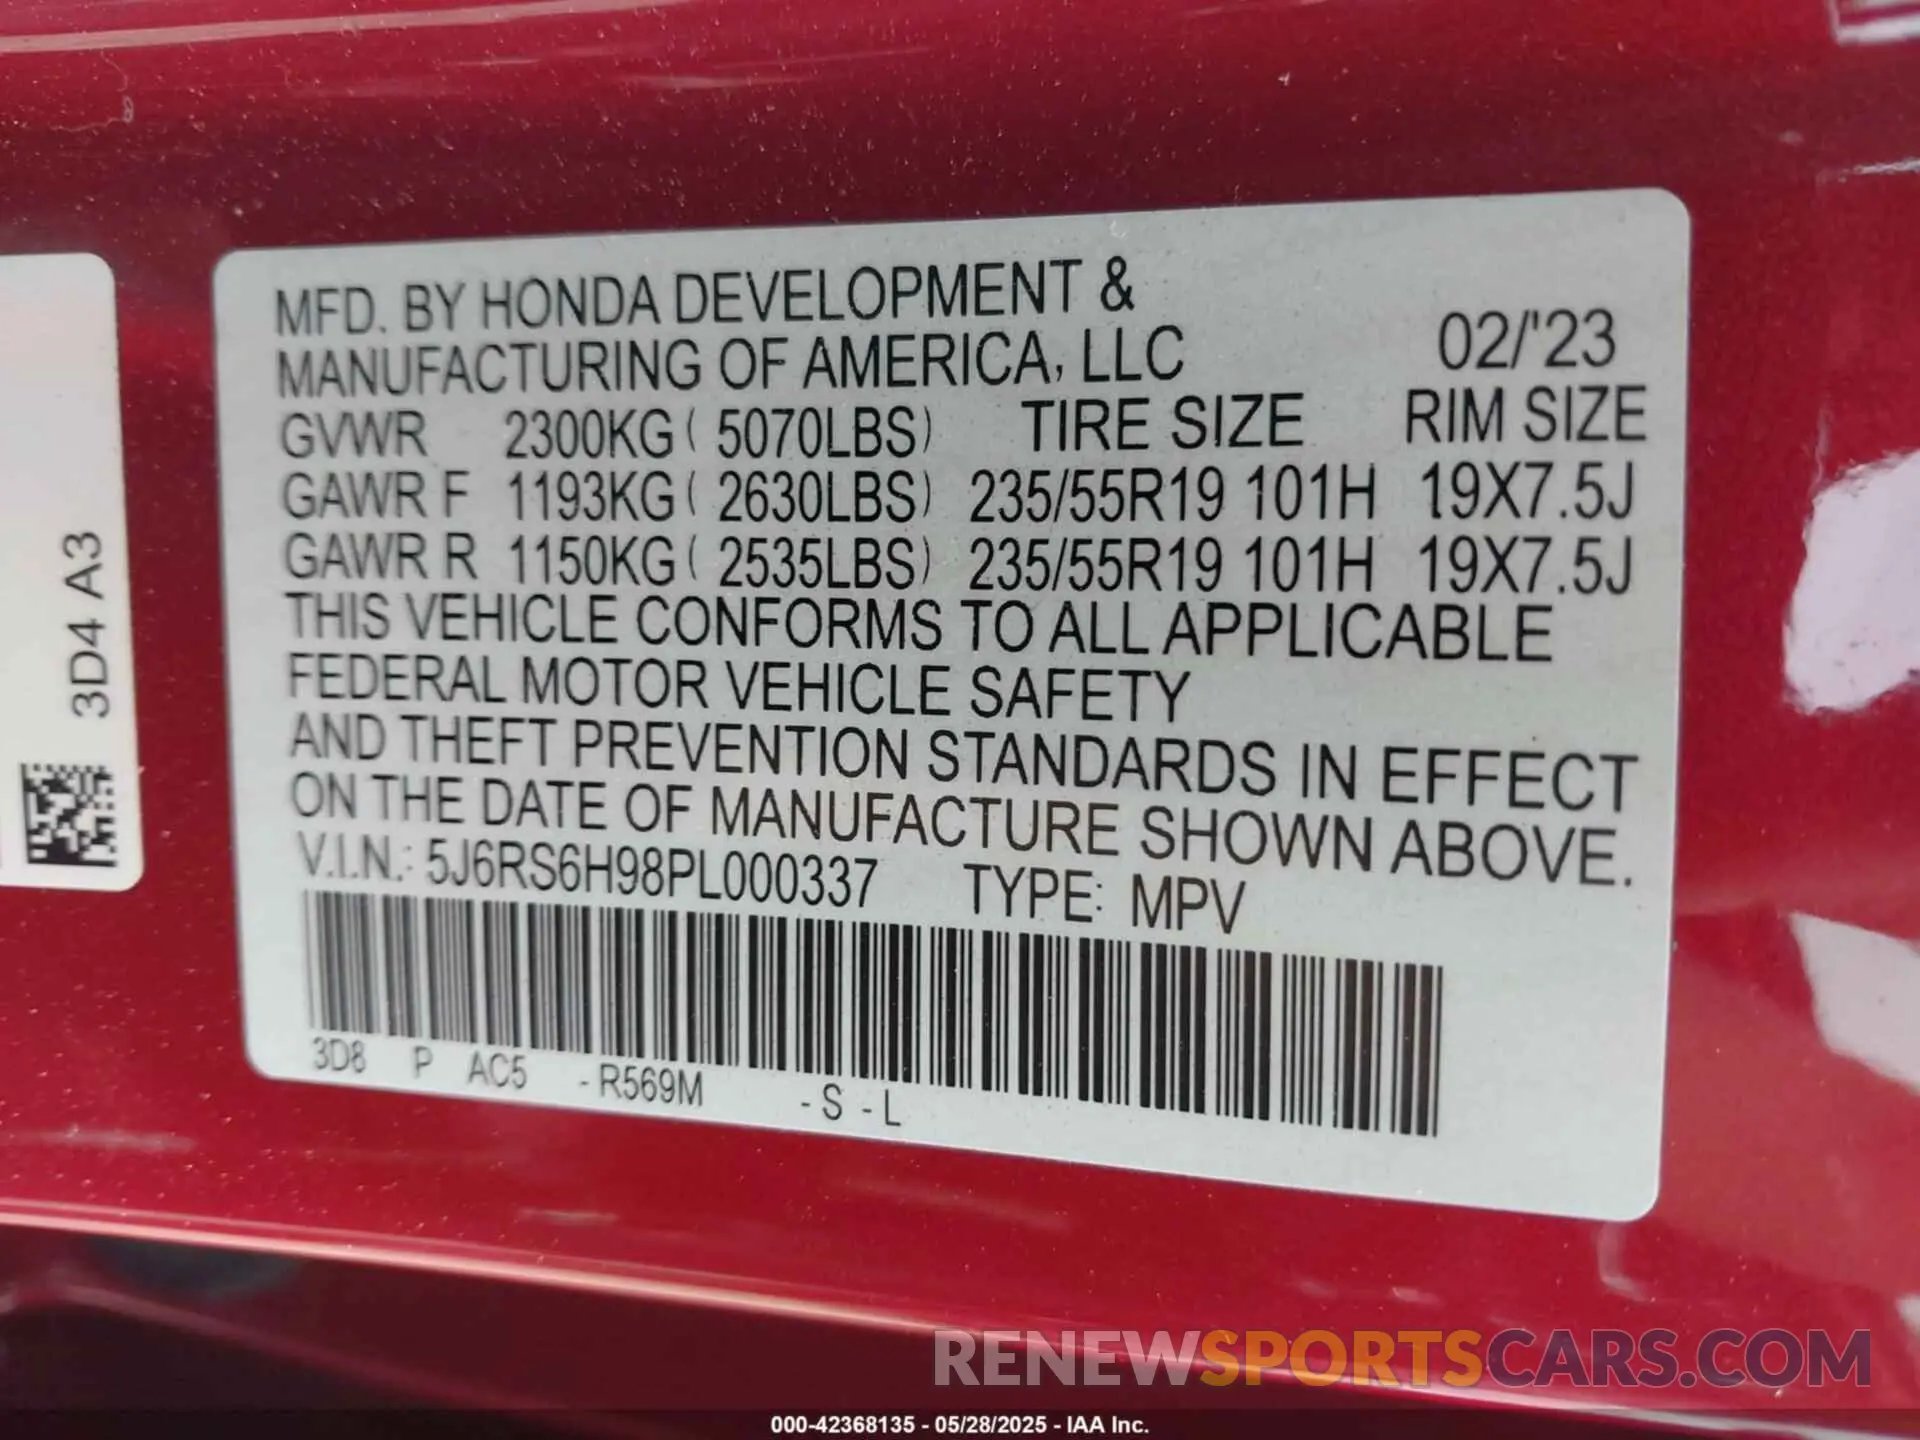 MFD. BY HONDA DEVELOPMENT &
MANUFACTURING OF AMERICA, LLC 02/'23
GVWR 2300KG ( 5070LBS) TIRE SIZE RIM SIZE
GAWR F 1193KG ( 2630LBS) 235/55R19 101H 19X7.5J
GAWR R 1150KG ( 2535LBS) 235/55R19 101H 19X7.5J
THIS VEHICLE CONFORMS TO ALL APPLICABLE
FEDERAL MOTOR VEHICLE SAFETY
AND THEFT PREVENTION STANDARDS IN EFFECT
ON THE DATE OF MANUFACTURE SHOWN ABOVE.
V.I.N.: 5J6RS6H98PL000337 TYPE: MPV
3D8 P AC5 -R569M -S -L
3D4 A3
RENEWSPORTSCARS.COM
000-42368135 - 05/28/2025 - IAA Inc.